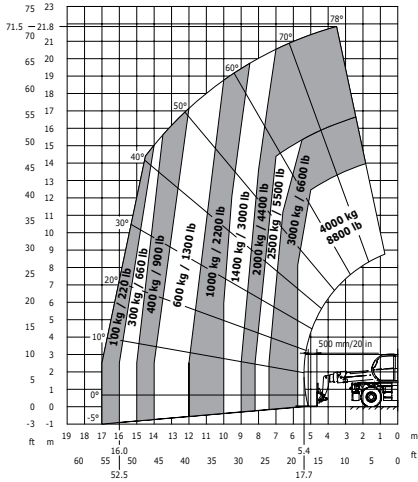 75 23
71.5 21.8
70 22
21
65 20
19
60 18
55 17
16
50 15
45 14
13
40 12
35 11
10
30 9
25 8
7
20 6
15 5
4
10 3
5 2
1
0 0
-3 -1
ft m
78°
70°
60°
50°
40°
30°
20°
10°
0°
-5°
100 kg / 220 lb
300 kg / 660 lb
400 kg / 900 lb
600 kg / 1300 lb
1000 kg / 2200 lb
1400 kg / 3000 lb
2000 kg / 4400 lb
2500 kg / 5500 lb
3000 kg / 6600 lb
4000 kg
8800 lb
500 mm/20 in
19 18 17 16 15 14 13 12 11 10 9 8 7 6 5 4 3 2 1 0 m
16.0 5.4
60 55 50 45 40 35 30 25 20 15 10 5 0 ft
52.5 17.7